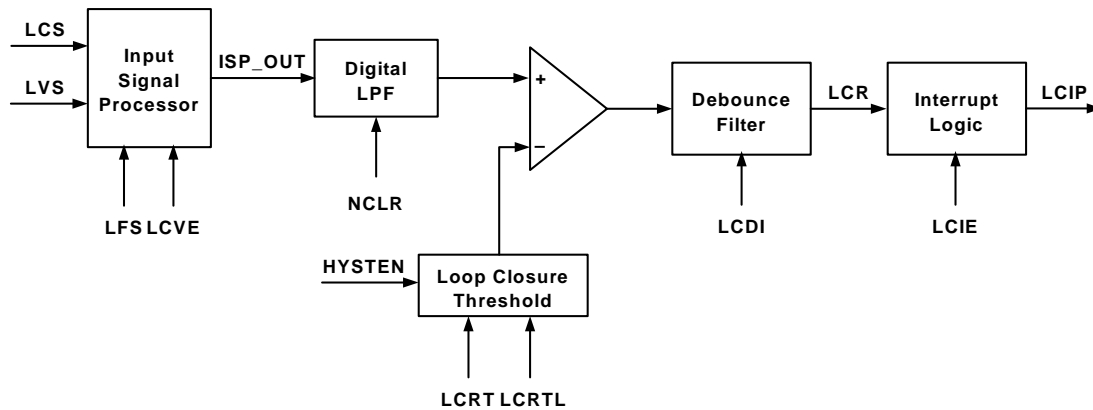 LCS
LVS
Input
Signal
Processor
LFS LCVE
ISP_OUT
Digital
LPF
NCLR
+
−
HYSTEN
Loop Closure
Threshold
LCRT LCRTL
Debounce
Filter
LCDI
LCR
Interrupt
Logic
LCIE
LCIP